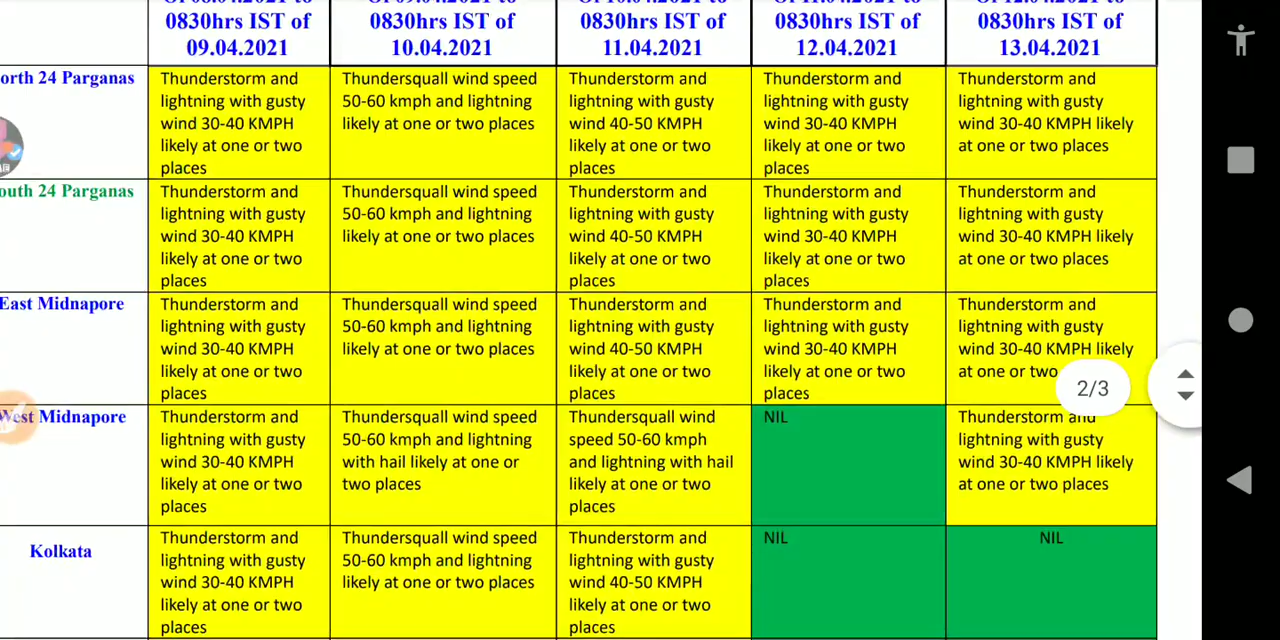 0830hrs IST of
09.04.2021
0830hrs IST of
10.04.2021
0830hrs IST of
11.04.2021
0830hrs IST of
12.04.2021
0830hrs IST of
13.04.2021
orth 24 Parganas
Thunderstorm and
lightning with gusty
wind 30-40 KMPH
likely at one or two
places
Thundersquall wind speed
50-60 kmph and lightning
likely at one or two places
Thunderstorm and
lightning with gusty
wind 40-50 KMPH
likely at one or two
places
Thunderstorm and
lightning with gusty
wind 30-40 KMPH
likely at one or two
places
Thunderstorm and
lightning with gusty
wind 30-40 KMPH likely
at one or two places
outh 24 Parganas
Thunderstorm and
lightning with gusty
wind 30-40 KMPH
likely at one or two
places
Thundersquall wind speed
50-60 kmph and lightning
likely at one or two places
Thunderstorm and
lightning with gusty
wind 40-50 KMPH
likely at one or two
places
Thunderstorm and
lightning with gusty
wind 30-40 KMPH
likely at one or two
places
Thunderstorm and
lightning with gusty
wind 30-40 KMPH likely
at one or two places
East Midnapore
Thunderstorm and
lightning with gusty
wind 30-40 KMPH
likely at one or two
places
Thundersquall wind speed
50-60 kmph and lightning
likely at one or two places
Thunderstorm and
lightning with gusty
wind 40-50 KMPH
likely at one or two
places
Thunderstorm and
lightning with gusty
wind 30-40 KMPH
likely at one or two
places
Thunderstorm and
lightning with gusty
wind 30-40 KMPH likely
at one or two
2/3
West Midnapore
Thunderstorm and
lightning with gusty
wind 30-40 KMPH
likely at one or two
places
Thundersquall wind speed
50-60 kmph and lightning
with hail likely at one or
two places
Thundersquall wind
speed 50-60 kmph
and lightning with hail
likely at one or two
places
NIL
Thunderstorm and
lightning with gusty
wind 30-40 KMPH likely
at one or two places
Kolkata
Thunderstorm and
lightning with gusty
wind 30-40 KMPH
likely at one or two
places
Thundersquall wind speed
50-60 kmph and lightning
likely at one or two places
Thunderstorm and
lightning with gusty
wind 40-50 KMPH
likely at one or two
places
NIL
NIL